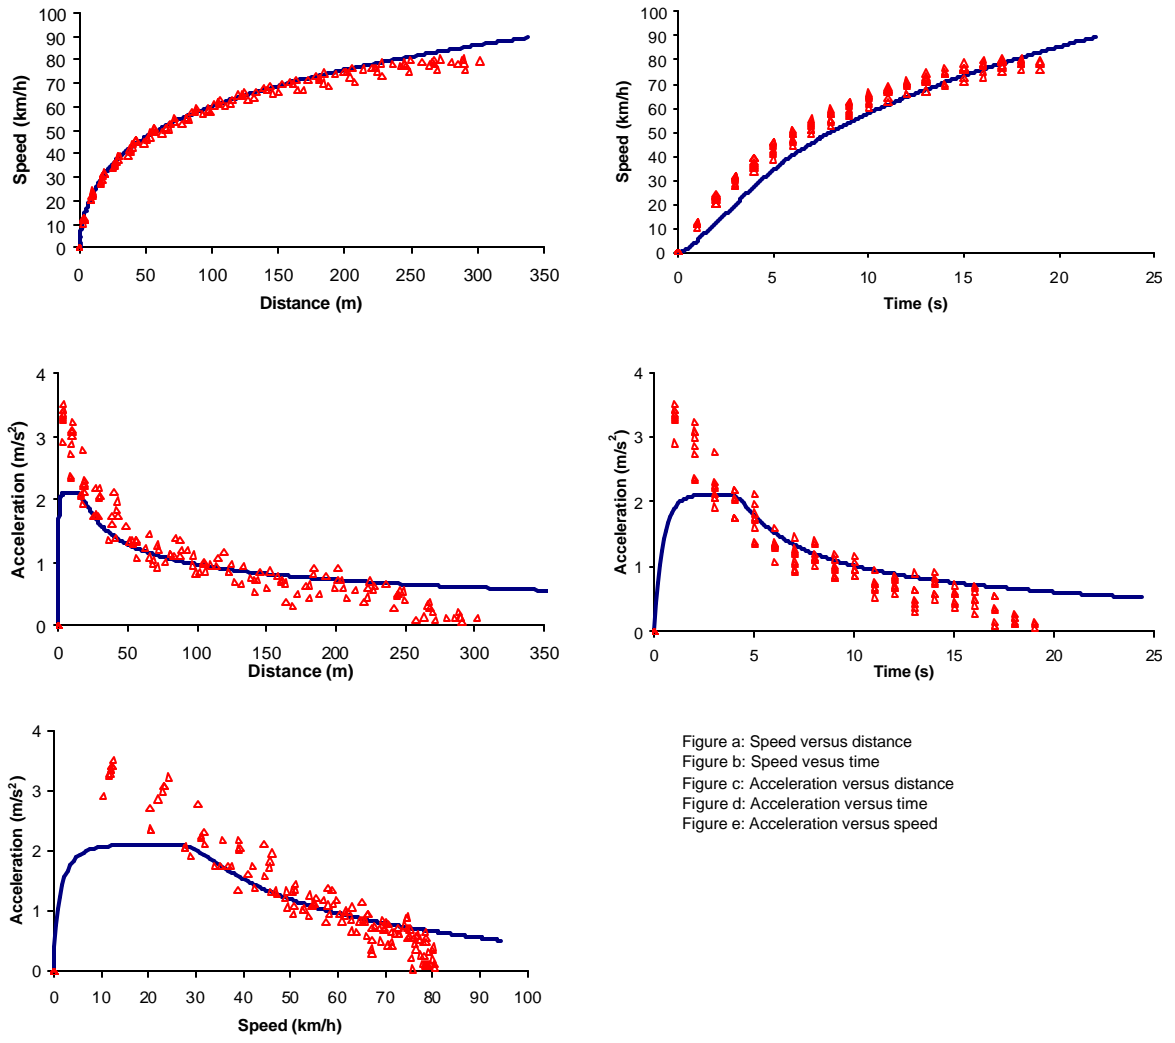 100
90
80
70
60
50
40
30
20
10
0
Speed (km/h)
0 50 100 150 200 250 300 350
Distance (m)
100
90
80
70
60
50
40
30
20
10
0
Speed (km/h)
0 5 10 15 20 25
Time (s)
4
3
2
1
0
Acceleration (m/s²)
0 50 100 150 200 250 300 350
Distance (m)
4
3
2
1
0
Acceleration (m/s²)
0 5 10 15 20 25
Time (s)
4
3
2
1
0
Acceleration (m/s²)
0 10 20 30 40 50 60 70 80 90 100
Speed (km/h)
Figure a: Speed versus distance
Figure b: Speed vesus time
Figure c: Acceleration versus distance
Figure d: Acceleration versus time
Figure e: Acceleration versus speed